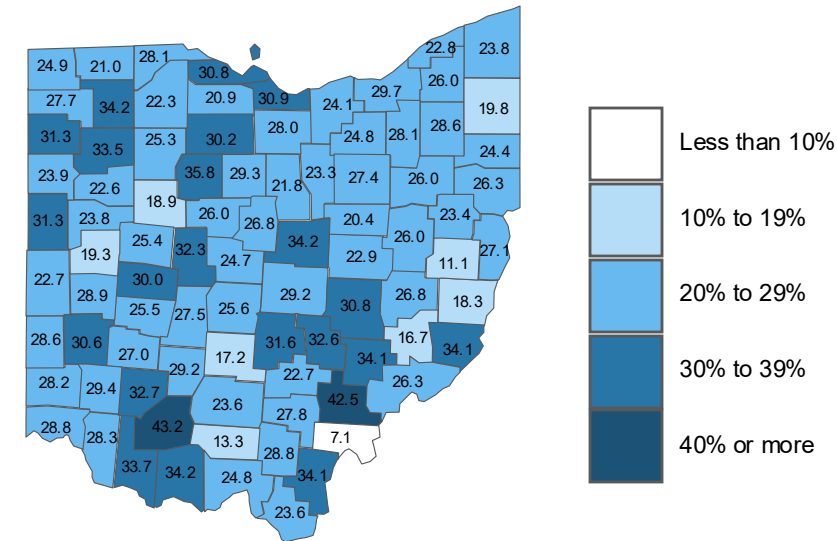 22.8 23.8
24.9 21.0 28.1 30.8 26.0
27.7 34.2 22.3 20.9 30.9 24.1 29.7 19.8
31.3 33.5 25.3 30.2 28.0 24.8 28.1 28.6 24.4
23.9 22.6 35.8 29.3 21.8 23.3 27.4 26.0 26.3
31.3 23.8 18.9 26.0 26.8 20.4 23.4
19.3 25.4 32.3 24.7 34.2 22.9 26.0 11.1 27.1
22.7 28.9 30.0 25.6 29.2 30.8 26.8 18.3
25.5 27.5
28.6 30.6 27.0 17.2 31.6 32.6 34.1 16.7 34.1
28.2 29.4 32.7 29.2 23.6 22.7 42.5 26.3
28.8 28.3 43.2 13.3 27.8 7.1
33.7 34.2 24.8 28.8 34.1
23.6
Less than 10%
10% to 19%
20% to 29%
30% to 39%
40% or more